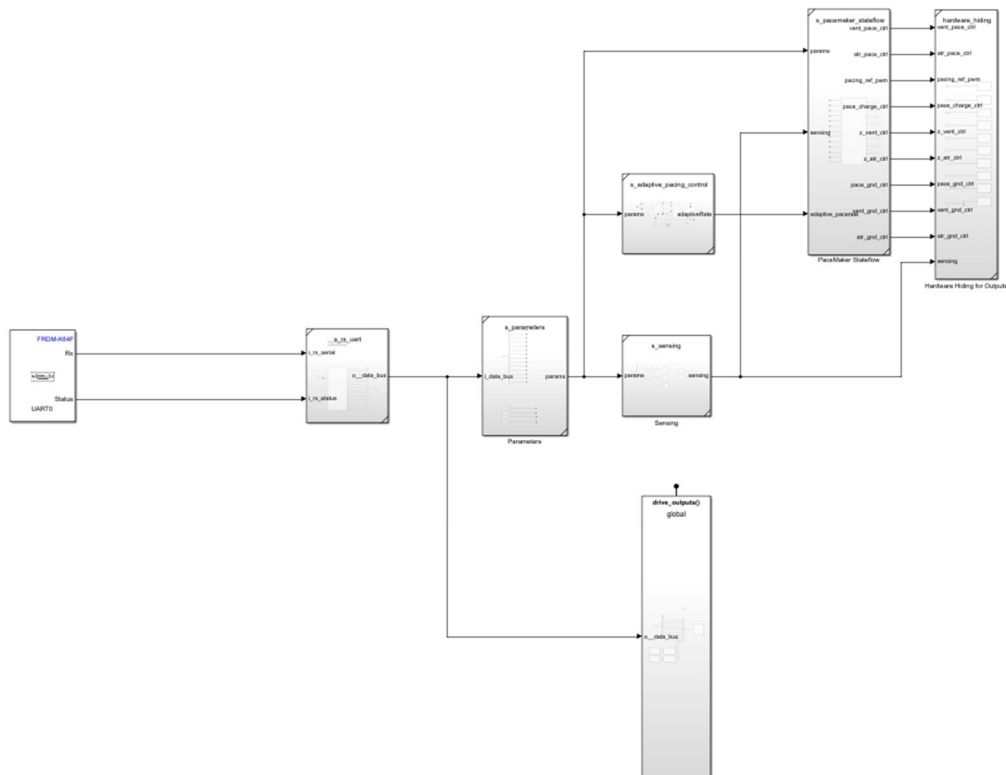 s_pacemaker_stateflow
params
sensing
adaptive_pacerate
vent_pace_ctrl
atr_pace_ctrl
pacing_ref_pwm
pace_charge_ctrl
z_vent_ctrl
z_atr_ctrl
pace_gnd_ctrl
vent_gnd_ctrl
atr_gnd_ctrl
PaceMaker Stateflow
hardware_hiding
vent_pace_ctrl
atr_pace_ctrl
pacing_ref_pwm
pace_charge_ctrl
z_vent_ctrl
z_atr_ctrl
pace_gnd_ctrl
vent_gnd_ctrl
atr_gnd_ctrl
sensing
Hardware Hiding for Outputs
s_adaptive_pacing_control
params
adaptiveRate
FRDM-K64F
Rx
Status
UART0
s_rx_uart
i_rx_serial
i_rx_status
o__data_bus
s_parameters
i_data_bus
params
Parameters
s_sensing
params
sensing
Sensing
drive_outputs()
global
o__data_bus